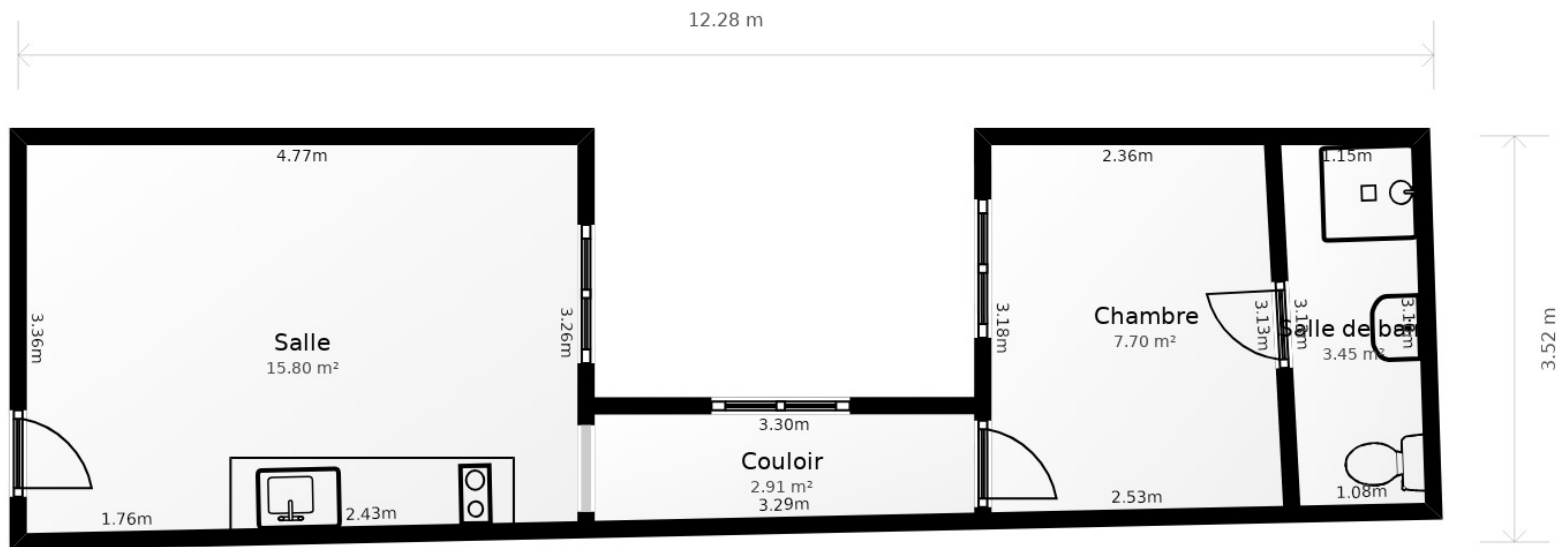 12.28 m
4.77m
2.36m
1.15m
3.36m
3.26m
3.18m
3.13m
3.52 m
Salle
15.80 m²
Chambre
7.70 m²
3.45 m²
3.30m
Couloir
2.91 m²
3.29m
1.76m
2.43m
2.53m
1.08m